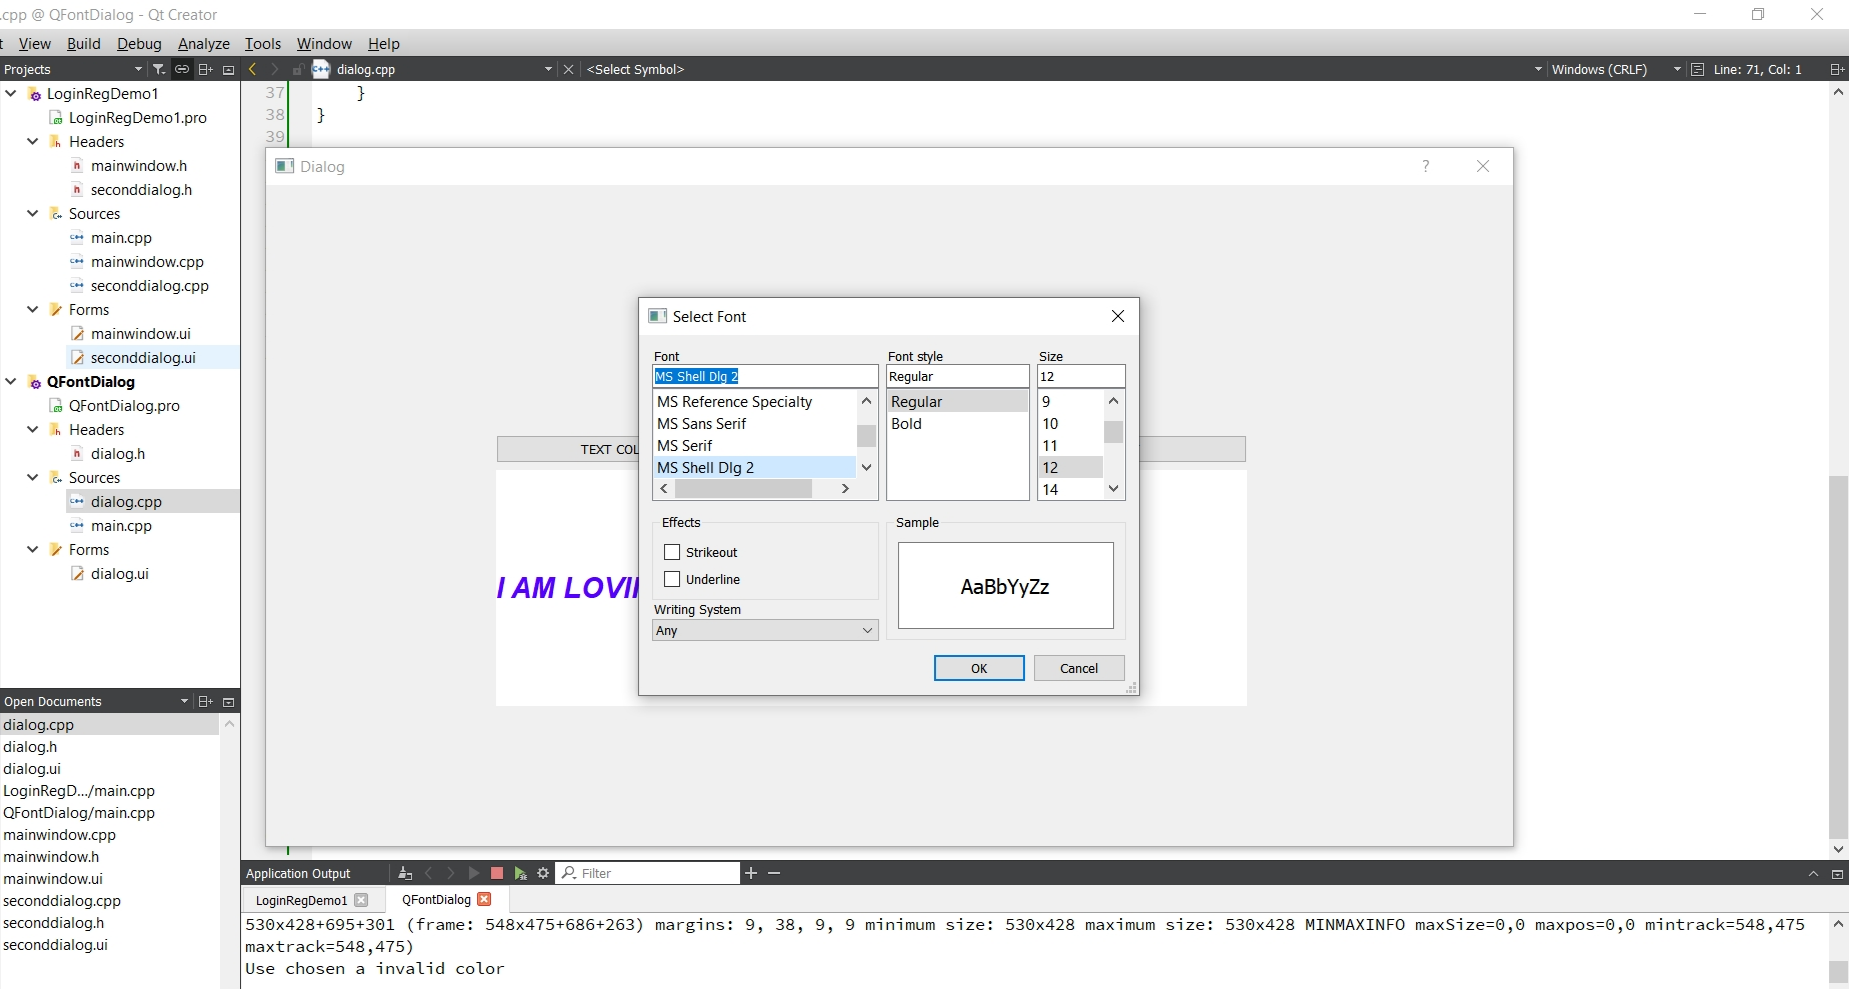 .cpp @ QFontDialog - Qt Creator
View Build Debug Analyze Tools Window Help
Projects
dialog.cpp
<Select Symbol>
Windows (CRLF)
Line: 71, Col: 1
LoginRegDemo1
LoginRegDemo1.pro
Headers
mainwindow.h
seconddialog.h
Sources
main.cpp
mainwindow.cpp
seconddialog.cpp
Forms
mainwindow.ui
seconddialog.ui
QFontDialog
QFontDialog.pro
Headers
dialog.h
Sources
dialog.cpp
main.cpp
Forms
dialog.ui
37 }
38 }
39
Dialog
?
TEXT COL
I AM LOVI
Select Font
Font
MS Shell Dlg 2
MS Reference Specialty
MS Sans Serif
MS Serif
MS Shell Dlg 2
Font style
Regular
Regular
Bold
Size
12
9
10
11
12
14
Effects
Strikeout
Underline
Sample
AaBbYyZz
Writing System
Any
OK
Cancel
Open Documents
dialog.cpp
dialog.h
dialog.ui
LoginRegD.../main.cpp
QFontDialog/main.cpp
mainwindow.cpp
mainwindow.h
mainwindow.ui
seconddialog.cpp
seconddialog.h
seconddialog.ui
Application Output
Filter
LoginRegDemo1
QFontDialog
530x428+695+301 (frame: 548x475+686+263) margins: 9, 38, 9, 9 minimum size: 530x428 maximum size: 530x428 MINMAXINFO maxSize=0,0 maxpos=0,0 mintrack=548,475
maxtrack=548,475)
Use chosen a invalid color